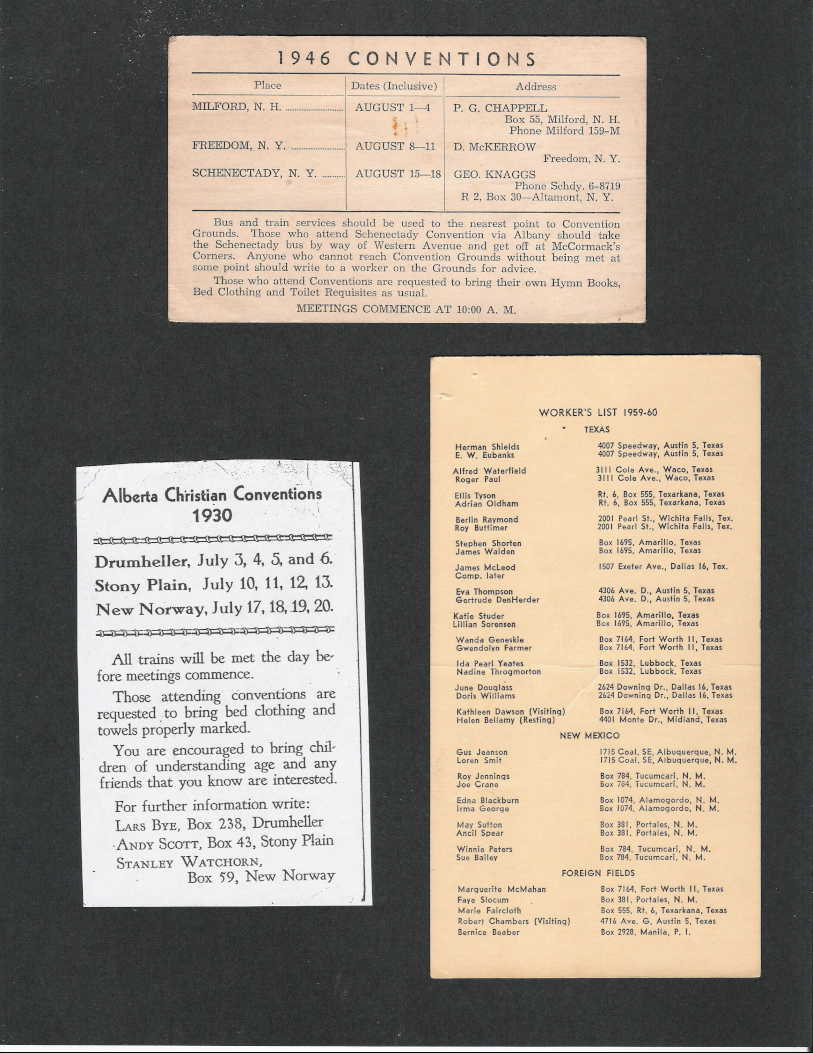 1946 CONVENTIONS
Place Dates (Inclusive) Address
MILFORD, N. H. ........................ AUGUST 1—4 P. G. CHAPPELL
Box 55, Milford, N. H.
Phone Milford 159-M
FREEDOM, N. Y. ...................... AUGUST 8—11 D. McKERROW
Freedom, N. Y.
SCHENECTADY, N. Y. ......... AUGUST 15—18 GEO. KNAGGS
Phone Schdy. 6-8719
R 2, Box 30—Altamont, N. Y.
Bus and train services should be used to the nearest point to Convention
Grounds. Those who attend Schenectady Convention via Albany should take
the Schenectady bus by way of Western Avenue and get off at McCormack's
Corners. Anyone who cannot reach Convention Grounds without being met at
some point should write to a worker on the Grounds for advice.
Those who attend Conventions are requested to bring their own Hymn Books,
Bed Clothing and Toilet Requisites as usual.
MEETINGS COMMENCE AT 10:00 A. M.
Alberta Christian Conventions
1930
Drumheller, July 3, 4, 5, and 6.
Stony Plain, July 10, 11, 12, 13.
New Norway, July 17, 18, 19, 20.
All trains will be met the day be-
fore meetings commence.
Those attending conventions are
requested to bring bed clothing and
towels properly marked.
You are encouraged to bring chil-
dren of understanding age and any
friends that you know are interested.
For further information write:
LARS BYE, Box 238, Drumheller
ANDY SCOTT, Box 43, Stony Plain
STANLEY WATCHORN,
Box 59, New Norway
WORKER'S LIST 1959-60
TEXAS
Herman Shields 4007 Speedway, Austin 5, Texas
E. W. Eubanks 4007 Speedway, Austin 5, Texas
Alfred Waterfield 3111 Cole Ave., Waco, Texas
Roger Paul 3111 Cole Ave., Waco, Texas
Ellis Tyson Rt. 6, Box 555, Texarkana, Texas
Adrian Oldham Rt. 6, Box 555, Texarkana, Texas
Berlin Raymond 2001 Pearl St., Wichita Falls, Tex.
Roy Buttimer 2001 Pearl St., Wichita Falls, Tex.
Stephen Shorten Box 1695, Amarillo, Texas
James Walden Box 1695, Amarillo, Texas
James McLeod 1507 Exeter Ave., Dallas 16, Tex.
Comp. later
Eva Thompson 4306 Ave. D., Austin 5, Texas
Gertrude DenHerder 4306 Ave. D., Austin 5, Texas
Katie Studer Box 1695, Amarillo, Texas
Lillian Sorensen Box 1695, Amarillo, Texas
Wanda Geneskie Box 7164, Fort Worth 11, Texas
Gwendolyn Farmer Box 7164, Fort Worth 11, Texas
Ida Pearl Yeates Box 1532, Lubbock, Texas
Nadine Throgmorton Box 1532, Lubbock, Texas
June Douglass 2624 Downing Dr., Dallas 16, Texas
Doris Williams 2624 Downing Dr., Dallas 16, Texas
Kathleen Dawson (Visiting) Box 7164, Fort Worth 11, Texas
Helen Bellamy (Resting) 4401 Monte Dr., Midland, Texas
NEW MEXICO
Gus Jeanson 1715 Coal, SE, Albuquerque, N. M.
Loren Smit 1715 Coal, SE, Albuquerque, N. M.
Roy Jennings Box 784, Tucumcari, N. M.
Joe Crane Box 784, Tucumcari, N. M.
Edna Blackburn Box 1074, Alamogordo, N. M.
Irma George Box 1074, Alamogordo, N. M.
May Sutton Box 381, Portales, N. M.
Ancil Spear Box 381, Portales, N. M.
Winnie Peters Box 784, Tucumcari, N. M.
Sue Bailey Box 784, Tucumcari, N. M.
FOREIGN FIELDS
Marguerite McMahan Box 7164, Fort Worth 11, Texas
Faye Slocum Box 381, Portales, N. M.
Marie Faircloth Box 555, Rt. 6, Texarkana, Texas
Robert Chambers (Visiting) 4716 Ave. G, Austin 5, Texas
Bernice Beaber Box 2928, Manila, P. I.